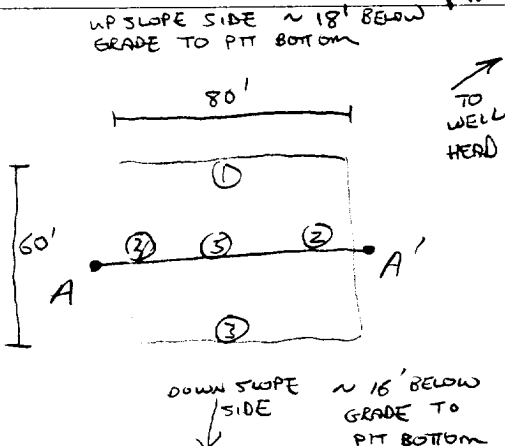 UP SLOPE SIDE ~ 18' BELOW
GRADE TO PIT BOTTOM
80'
TO
WELL
HEAD
①
60'
⑤ ②
A A'
③
DOWN SLOPE ~ 16' BELOW
SIDE GRADE TO
PIT BOTTOM